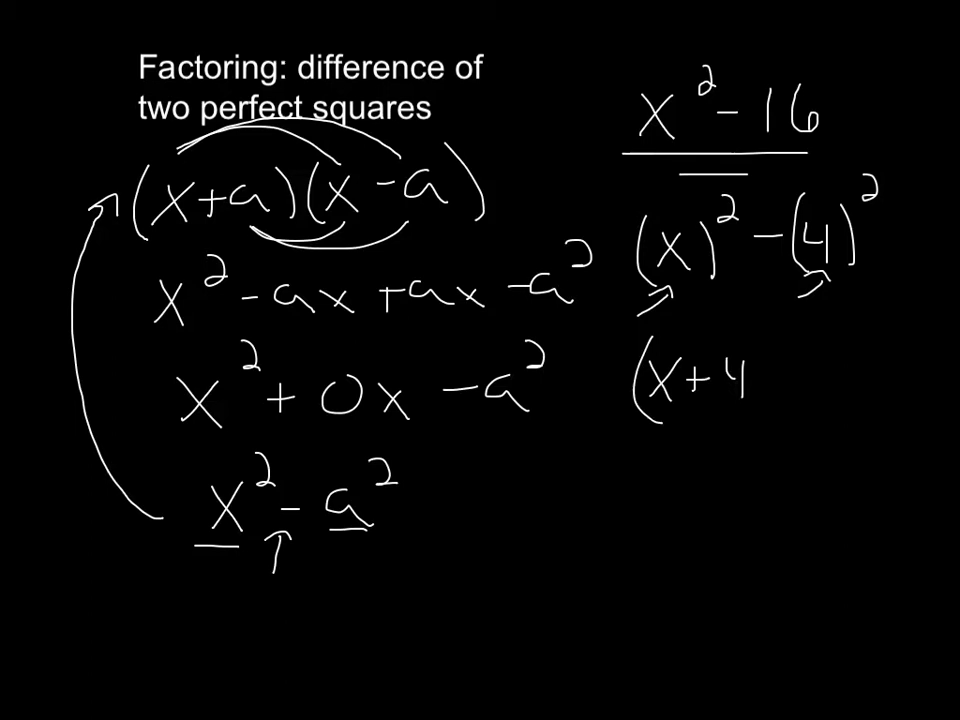 Factoring: difference of
two perfect squares
(x+a)(x-a)
x² - ax + ax - a²
x² + 0x - a²
x² - a²
x² - 16
(x)² - (4)²
(x+4